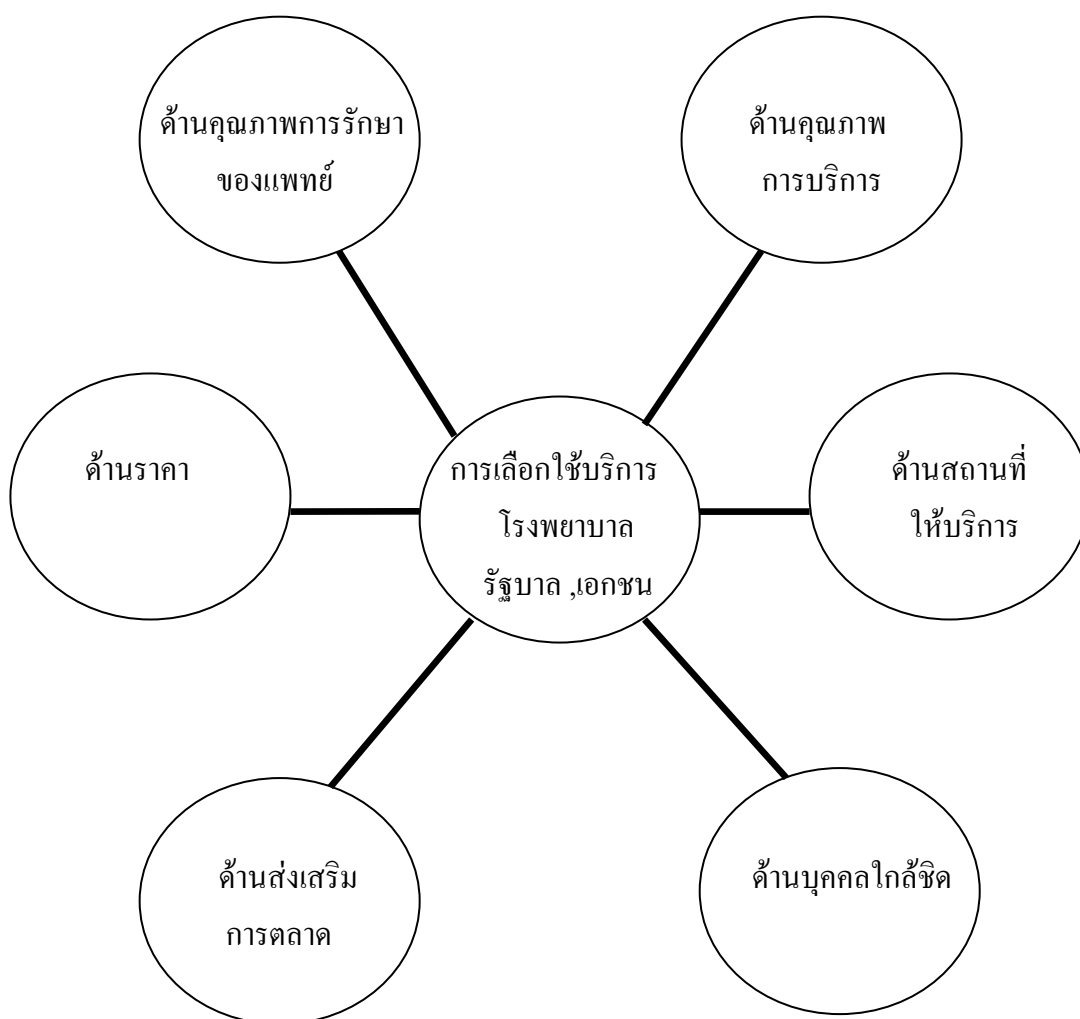 ด้านคุณภาพการรักษา
ของแพทย์
ด้านคุณภาพ
การบริการ
ด้านราคา
การเลือกใช้บริการ
โรงพยาบาล
รัฐบาล ,เอกชน
ด้านสถานที่
ให้บริการ
ด้านส่งเสริม
การตลาด
ด้านบุคคลใกล้ชิด